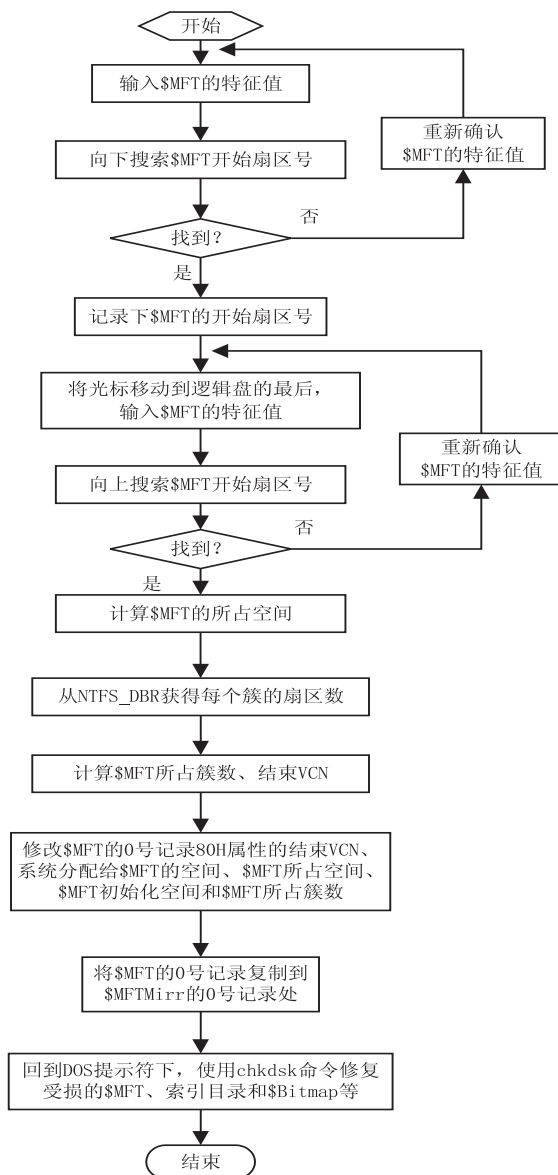 开始
输入$MFT的特征值
重新确认
$MFT的特征值
向下搜索$MFT开始扇区号
否
找到？
是
记录下$MFT的开始扇区号
将光标移动到逻辑盘的最后，
输入$MFT的特征值
重新确认
$MFT的特征值
向上搜索$MFT开始扇区号
否
找到？
是
计算$MFT的所占空间
从NTFS_DBR获得每个簇的扇区数
计算$MFT所占簇数、结束VCN
修改$MFT的0号记录80H属性的结束VCN、
系统分配给$MFT的空间、$MFT所占空间、
$MFT初始化空间和$MFT所占簇数
将$MFT的0号记录复制到
$MFTMirr的0号记录处
回到DOS提示符下，使用chkdsk命令修复
受损的$MFT、索引目录和$Bitmap等
结束